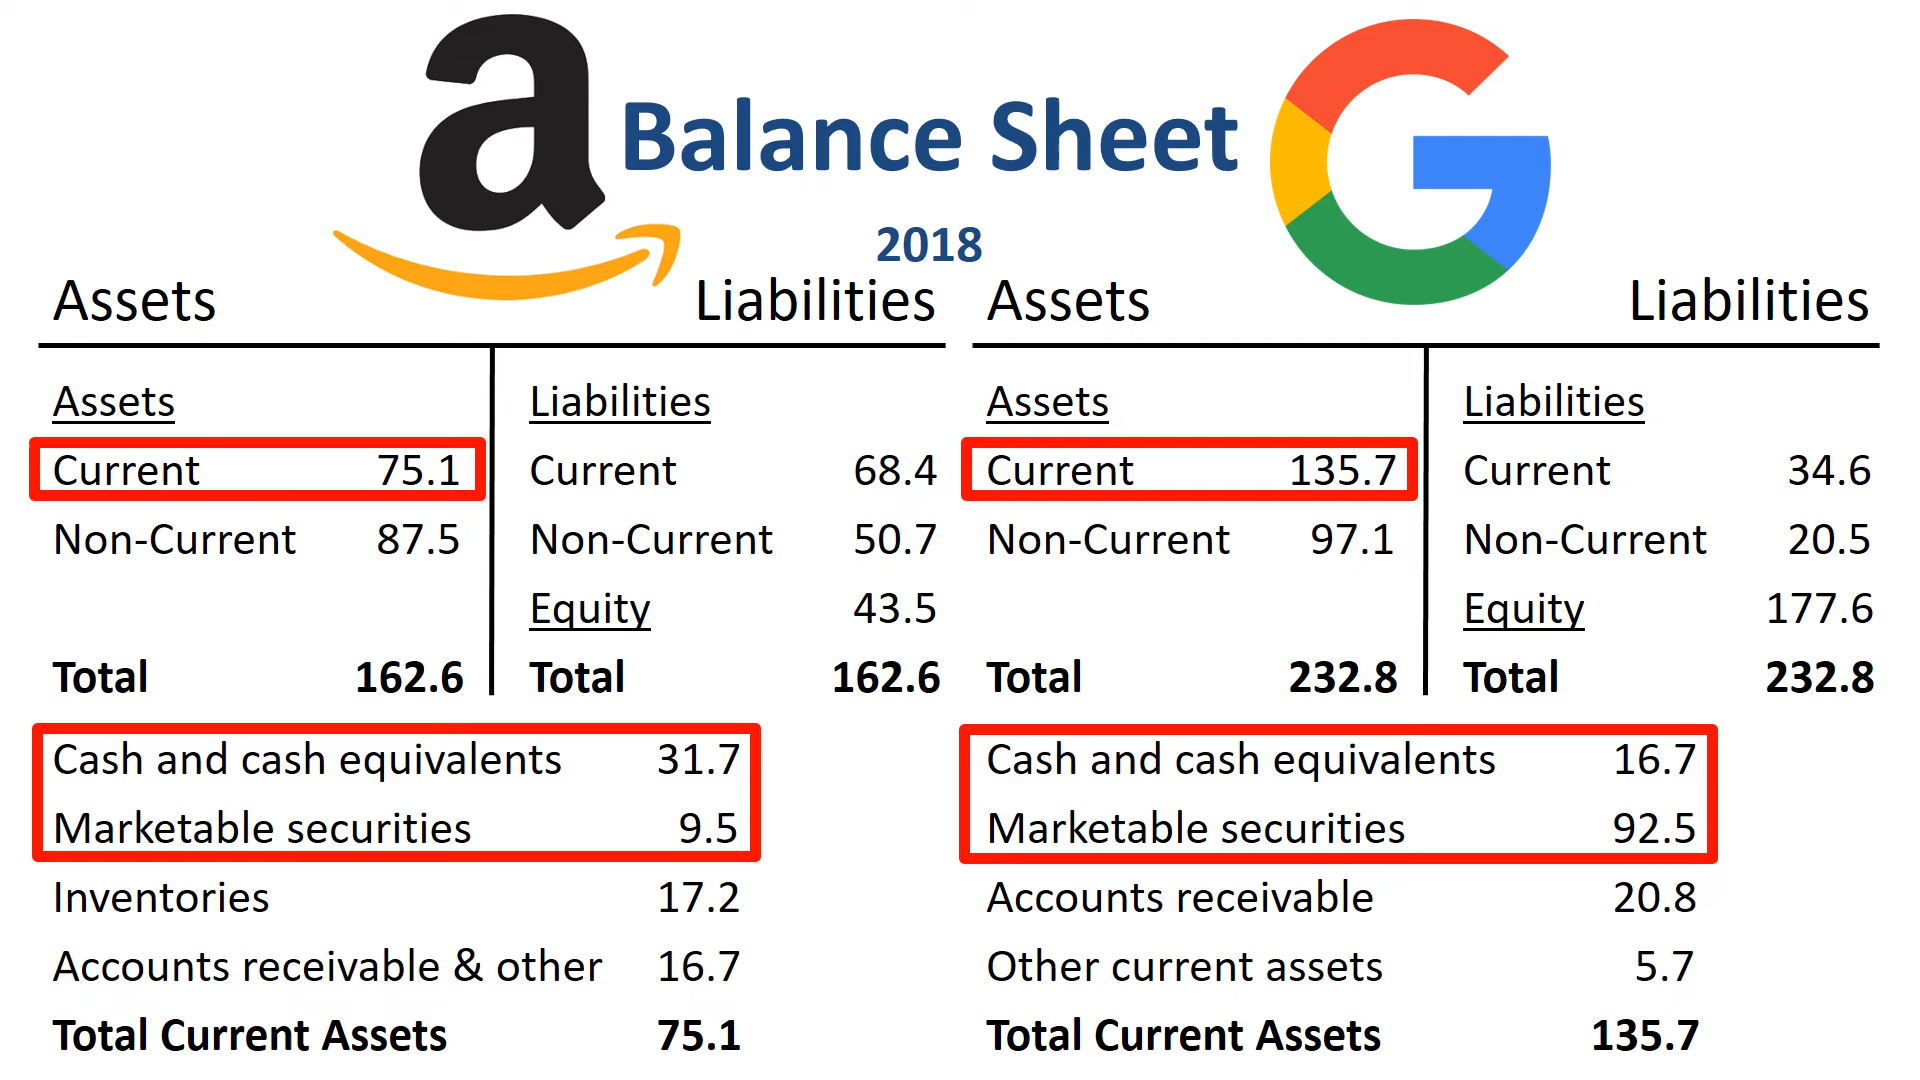 Balance Sheet
2018
Assets Liabilities
Assets Liabilities
Current 75.1 Current 68.4
Non-Current 87.5 Non-Current 50.7
Equity 43.5
Total 162.6 Total 162.6
Cash and cash equivalents 31.7
Marketable securities 9.5
Inventories 17.2
Accounts receivable & other 16.7
Total Current Assets 75.1
Assets Liabilities
Assets Liabilities
Current 135.7 Current 34.6
Non-Current 97.1 Non-Current 20.5
Equity 177.6
Total 232.8 Total 232.8
Cash and cash equivalents 16.7
Marketable securities 92.5
Accounts receivable 20.8
Other current assets 5.7
Total Current Assets 135.7